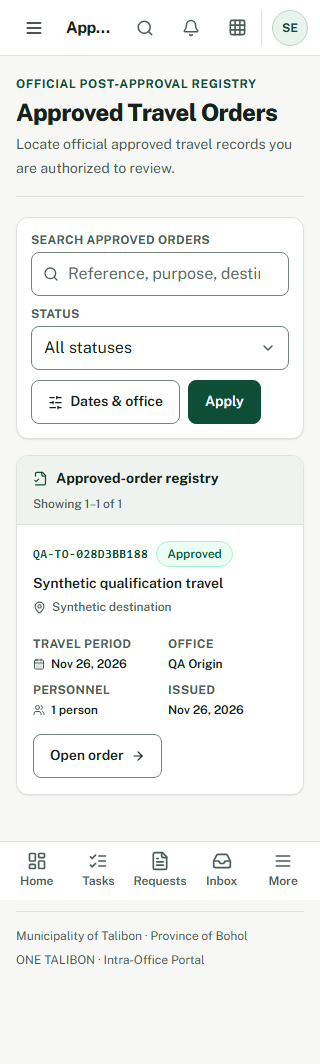 App...
SE
OFFICIAL POST-APPROVAL REGISTRY
Approved Travel Orders
Locate official approved travel records you
are authorized to review.
SEARCH APPROVED ORDERS
Reference, purpose, desti
STATUS
All statuses
Dates & office
Apply
Approved-order registry
Showing 1–1 of 1
QA-TO-028D3BB188
Approved
Synthetic qualification travel
Synthetic destination
TRAVEL PERIOD
OFFICE
Nov 26, 2026
QA Origin
PERSONNEL
ISSUED
1 person
Nov 26, 2026
Open order
Home
Tasks
Requests
Inbox
More
Municipality of Talibon · Province of Bohol
ONE TALIBON · Intra-Office Portal